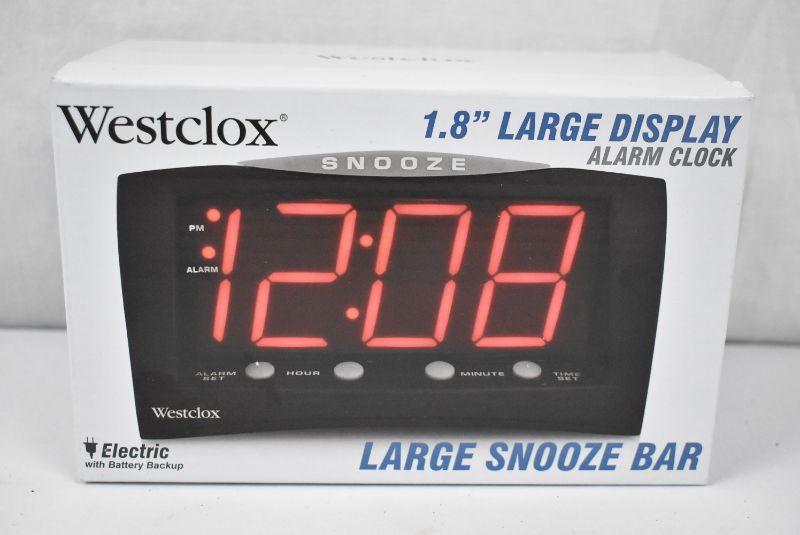 Westclox
Westclox®
1.8” LARGE DISPLAY
ALARM CLOCK
SNOOZE
PM
ALARM
12:08
ALARM SET
HOUR
MINUTE
TIME SET
Westclox
Electric
with Battery Backup
LARGE SNOOZE BAR